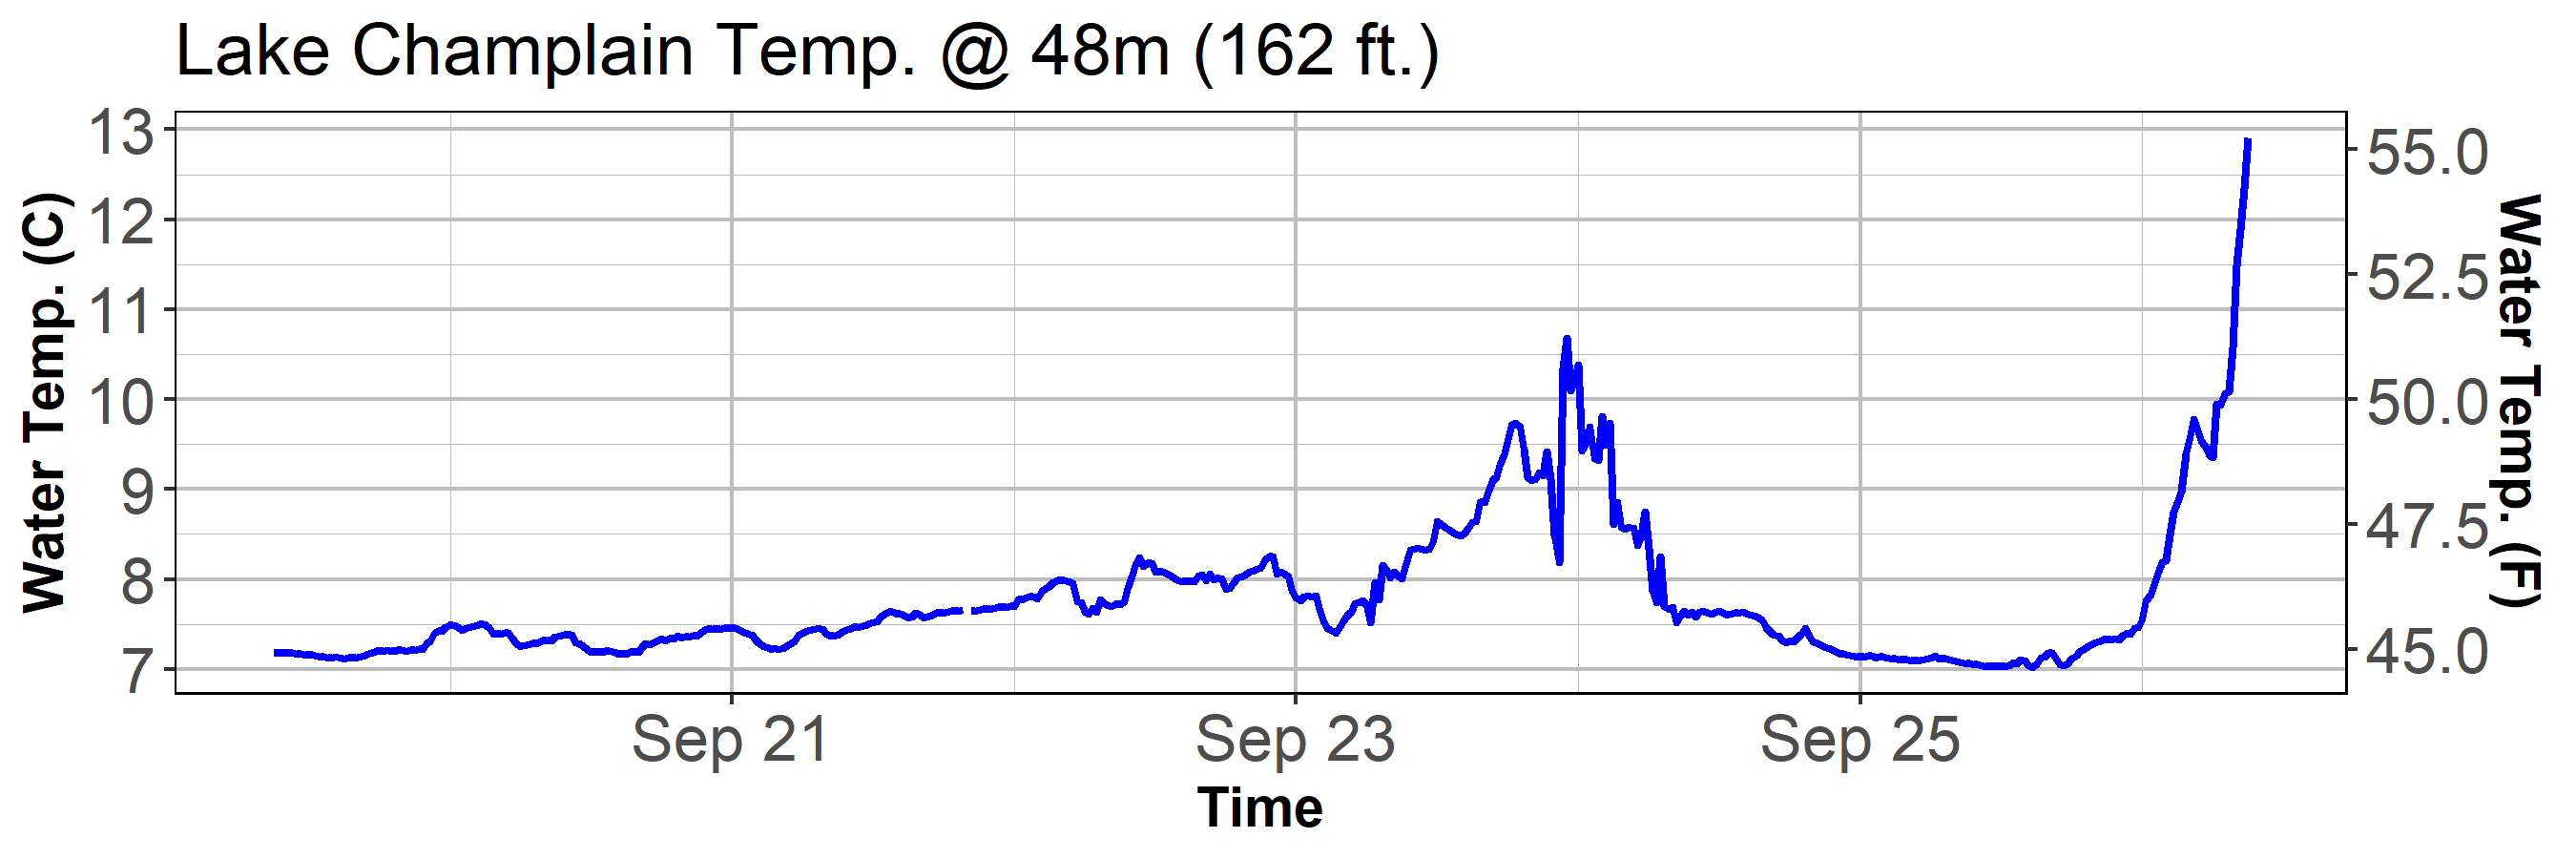 Lake Champlain Temp. @ 48m (162 ft.)
Water Temp. (C)
13
12
11
10
9
8
7
55.0
52.5
50.0
47.5
45.0
Water Temp. (F)
Sep 21
Sep 23
Sep 25
Time